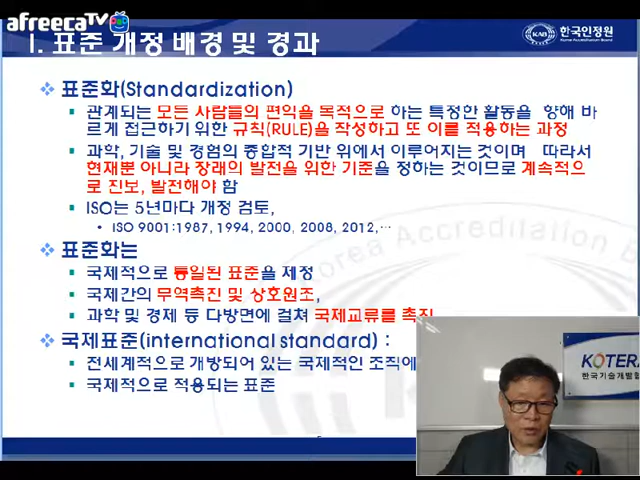 afreecaTV
I. 표준 개정 배경 및 경과
KAB 한국인정원
Korea Accreditation Board
❖ 표준화(Standardization)
▪ 관계되는 모든 사람들의 편익을 목적으로 하는 특정한 활동을 향해 바
르게 접근하기 위한 규칙(RULE)을 작성하고 또 이를 적용하는 과정
▪ 과학, 기술 및 경험의 종합적 기반 위에서 이루어지는 것이며 따라서
현재뿐 아니라 장래의 발전을 위한 기준을 정하는 것이므로 계속적으
로 진보, 발전해야 함
▪ ISO는 5년마다 개정 검토,
• ISO 9001:1987, 1994, 2000, 2008, 2012,…
❖ 표준화는
▪ 국제적으로 통일된 표준을 제정
▪ 국제간의 무역촉진 및 상호원조,
▪ 과학 및 경제 등 다방면에 걸쳐 국제교류를 촉진
❖ 국제표준(international standard) :
▪ 전세계적으로 개방되어 있는 국제적인 조직에
▪ 국제적으로 적용되는 표준
KOTERA
한국기술개발협
Korea Accreditation B